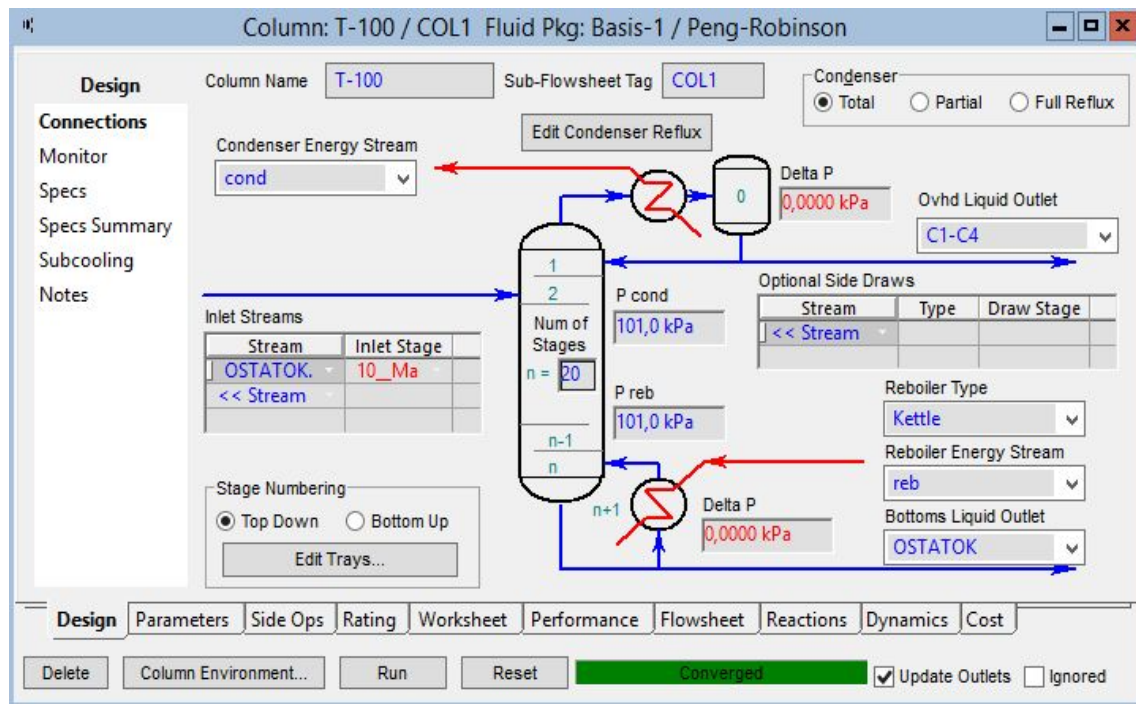 Column: T-100 / COL1 Fluid Pkg: Basis-1 / Peng-Robinson
Design
Connections
Monitor
Specs
Specs Summary
Subcooling
Notes
Column Name T-100
Sub-Flowsheet Tag COL1
Condenser
Total Partial Full Reflux
Edit Condenser Reflux
Condenser Energy Stream
cond
0
Delta P
0,0000 kPa
Ovhd Liquid Outlet
C1-C4
1
2
Num of
Stages
n = 20
n-1
n
n+1
P cond
101,0 kPa
P reb
101,0 kPa
Optional Side Draws
Stream Type Draw Stage
<< Stream
Inlet Streams
Stream Inlet Stage
OSTATOK. 10__Ma
<< Stream
Reboiler Type
Kettle
Reboiler Energy Stream
reb
Bottoms Liquid Outlet
OSTATOK
Delta P
0,0000 kPa
Stage Numbering
Top Down Bottom Up
Edit Trays...
Design Parameters Side Ops Rating Worksheet Performance Flowsheet Reactions Dynamics Cost
Delete Column Environment... Run Reset Converged Update Outlets Ignored